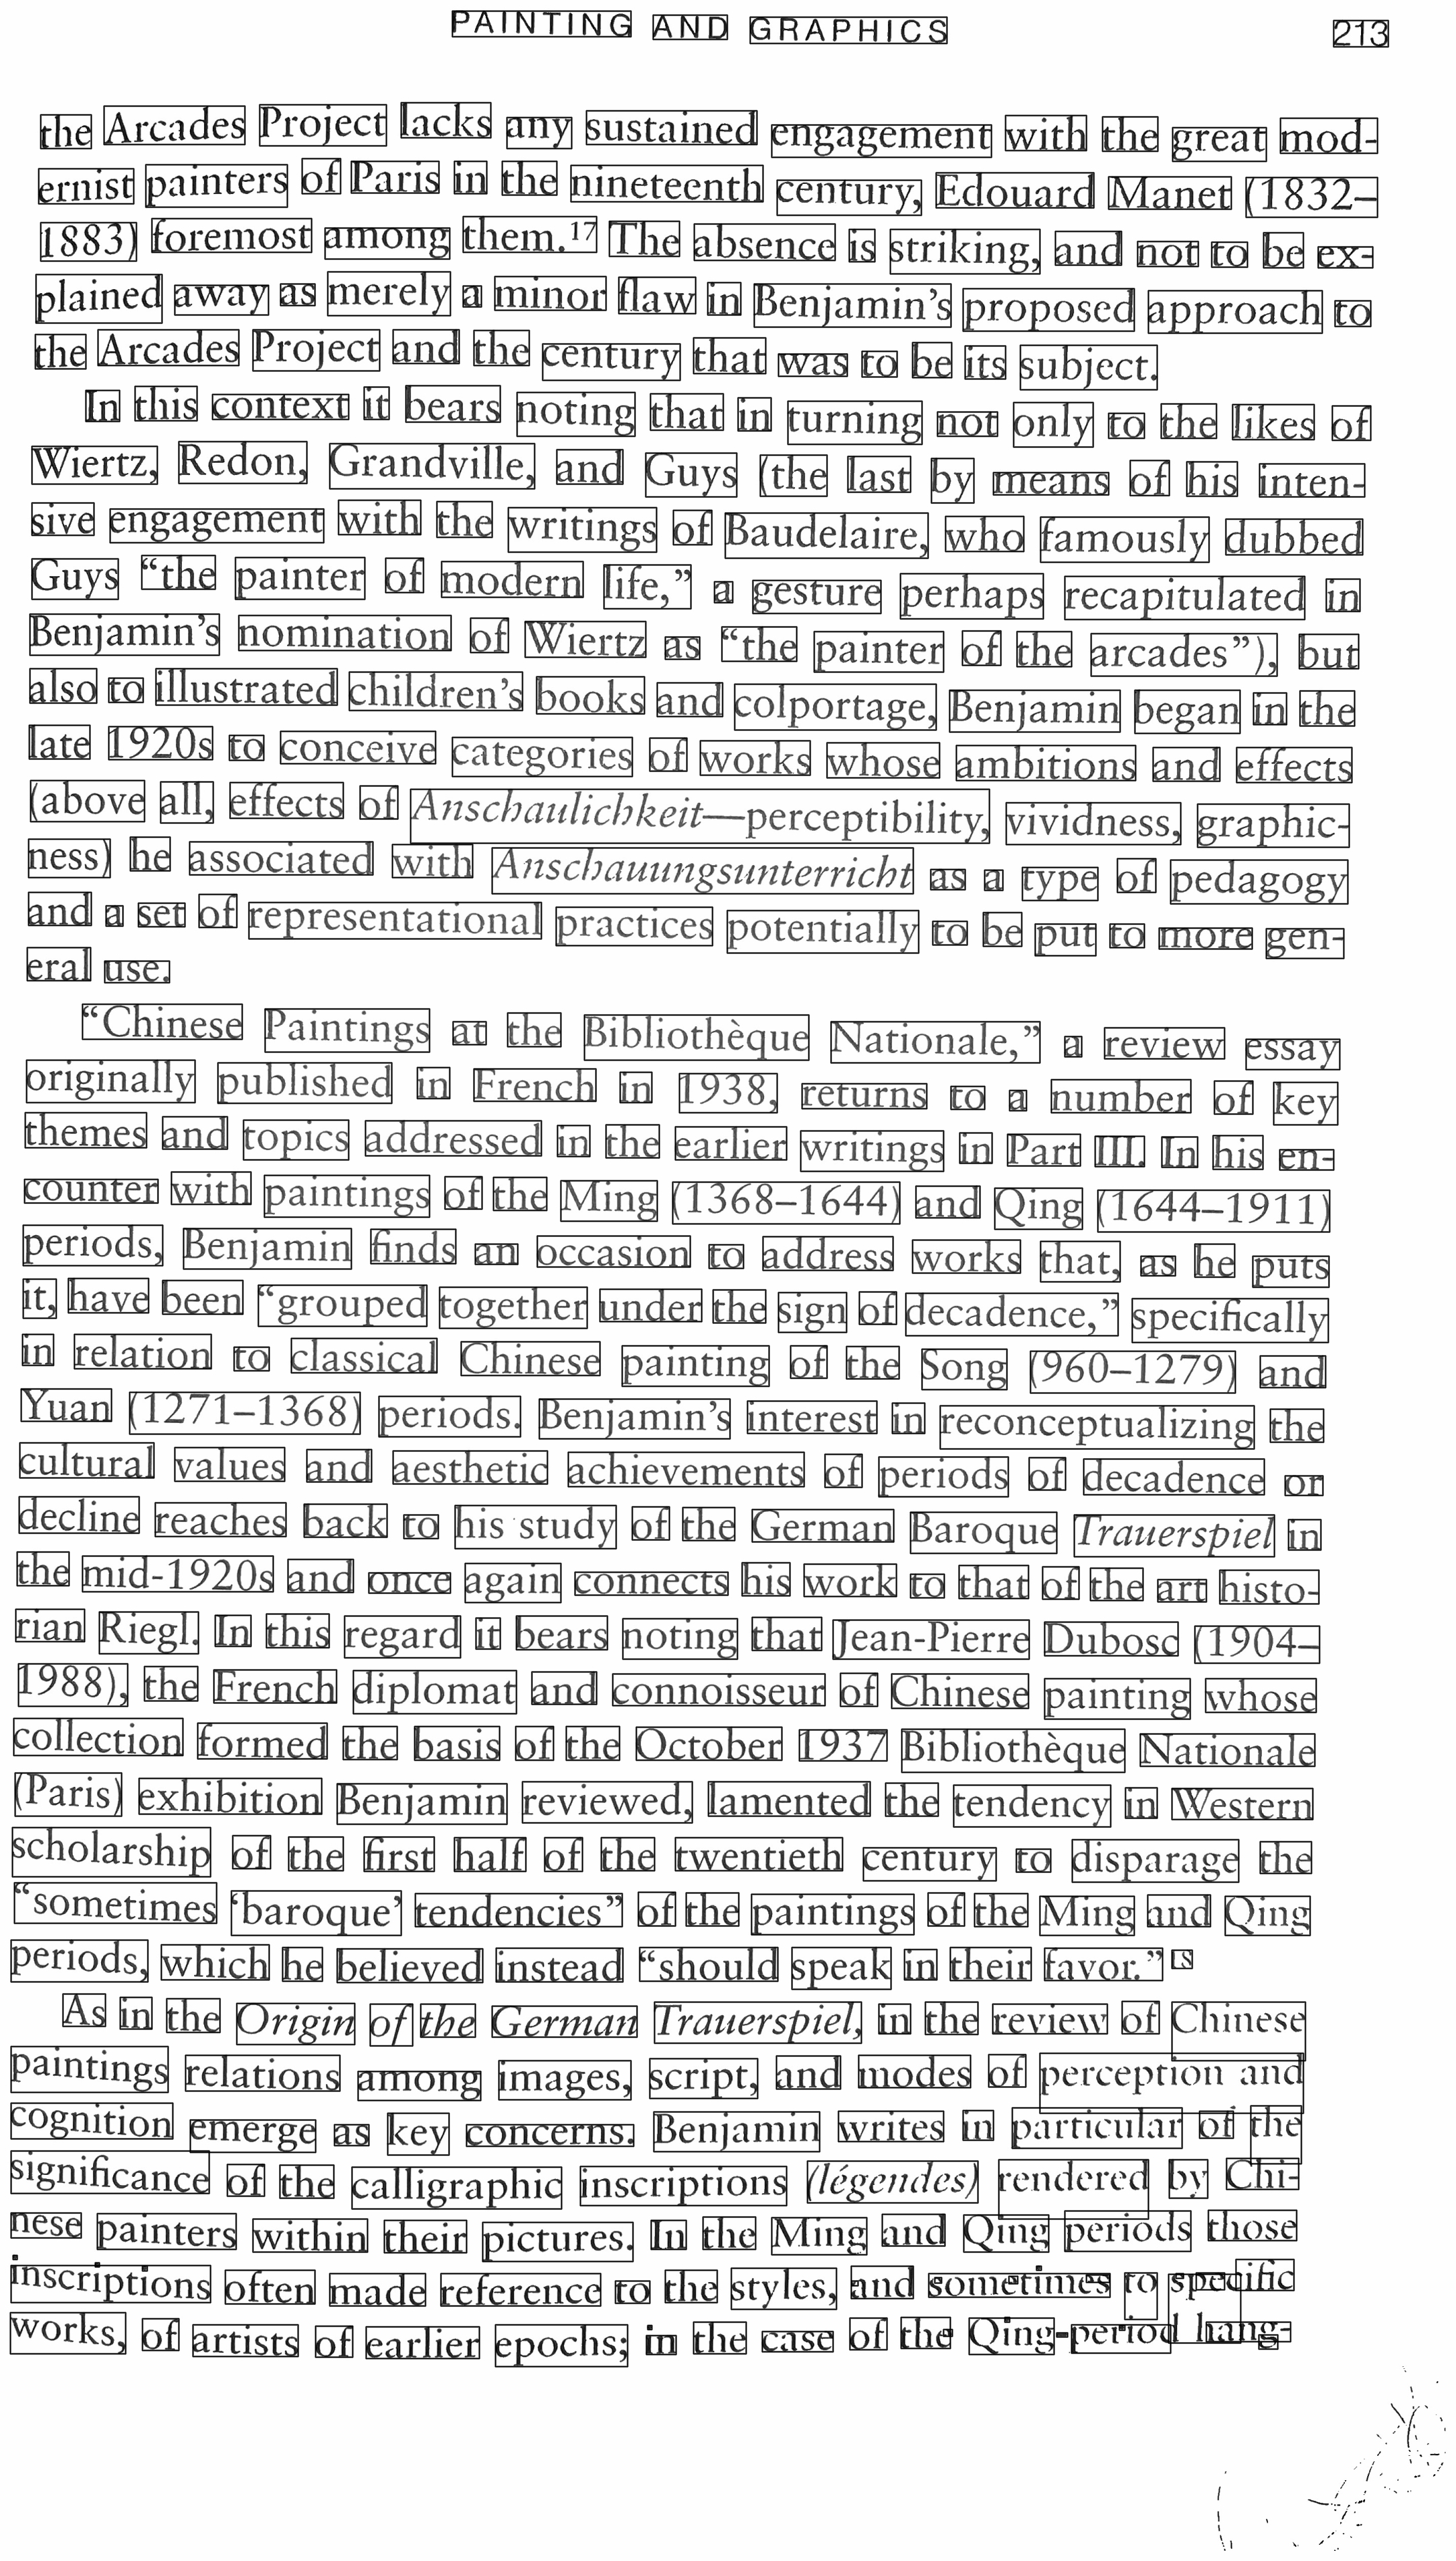 PAINTING AND GRAPHICS 213
the Arcades Project lacks any sustained engagement with the great mod-
ernist painters of Paris in the nineteenth century, Edouard Manet (1832–
1883) foremost among them.¹⁷ The absence is striking, and not to be ex-
plained away as merely a minor flaw in Benjamin's proposed approach to
the Arcades Project and the century that was to be its subject.
In this context it bears noting that in turning not only to the likes of
Wiertz, Redon, Grandville, and Guys (the last by means of his inten-
sive engagement with the writings of Baudelaire, who famously dubbed
Guys “the painter of modern life,” a gesture perhaps recapitulated in
Benjamin's nomination of Wiertz as “the painter of the arcades”), but
also to illustrated children's books and colportage, Benjamin began in the
late 1920s to conceive categories of works whose ambitions and effects
(above all, effects of Anschaulichkeit—perceptibility, vividness, graphic-
ness) he associated with Anschauungsunterricht as a type of pedagogy
and a set of representational practices potentially to be put to more gen-
eral use.
“Chinese Paintings at the Bibliothèque Nationale,” a review essay
originally published in French in 1938, returns to a number of key
themes and topics addressed in the earlier writings in Part III. In his en-
counter with paintings of the Ming (1368–1644) and Qing (1644–1911)
periods, Benjamin finds an occasion to address works that, as he puts
it, have been “grouped together under the sign of decadence,” specifically
in relation to classical Chinese painting of the Song (960–1279) and
Yuan (1271–1368) periods. Benjamin's interest in reconceptualizing the
cultural values and aesthetic achievements of periods of decadence or
decline reaches back to his study of the German Baroque Trauerspiel in
the mid-1920s and once again connects his work to that of the art histo-
rian Riegl. In this regard it bears noting that Jean-Pierre Dubosc (1904–
1988), the French diplomat and connoisseur of Chinese painting whose
collection formed the basis of the October 1937 Bibliothèque Nationale
(Paris) exhibition Benjamin reviewed, lamented the tendency in Western
scholarship of the first half of the twentieth century to disparage the
“sometimes ‘baroque’ tendencies” of the paintings of the Ming and Qing
periods, which he believed instead “should speak in their favor.”
As in the Origin of the German Trauerspiel, in the review of Chinese
paintings relations among images, script, and modes of perception and
cognition emerge as key concerns. Benjamin writes in particular of the
significance of the calligraphic inscriptions (légendes) rendered by Chi-
nese painters within their pictures. In the Ming and Qing periods those
inscriptions often made reference to the styles, and sometimes to specific
works, of artists of earlier epochs; in the case of the Qing-period hang-